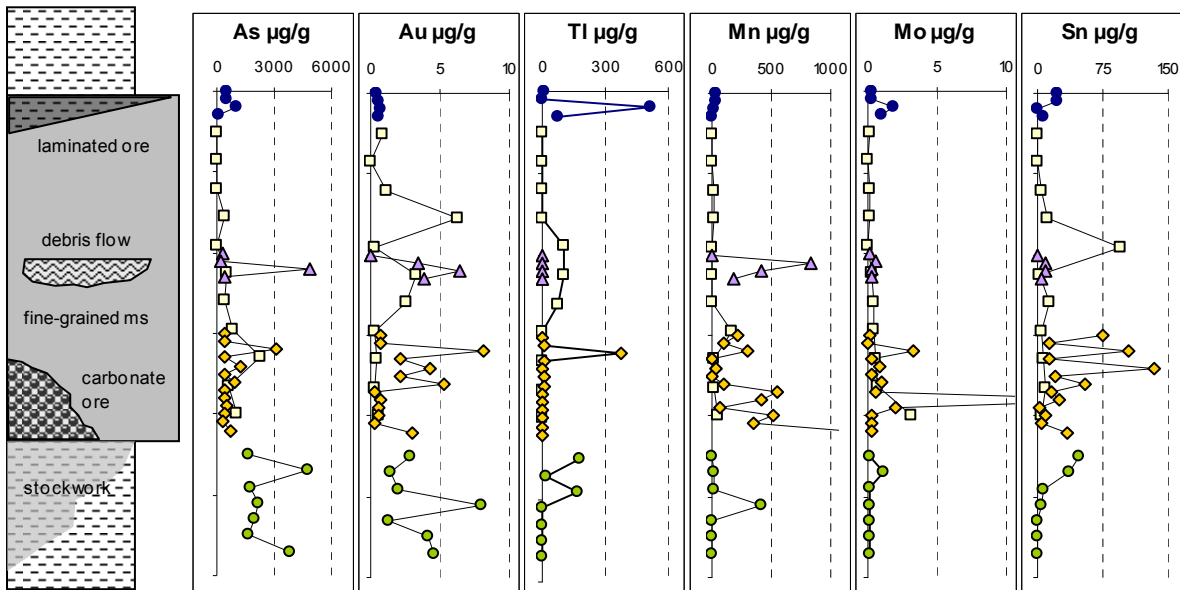 As µg/g
Au µg/g
Tl µg/g
Mn µg/g
Mo µg/g
Sn µg/g
0 3000 6000
0 5 10
0 300 600
0 500 1000
0 5 10
0 75 150
laminated ore
debris flow
fine-grained ms
carbonate
ore
stockwork